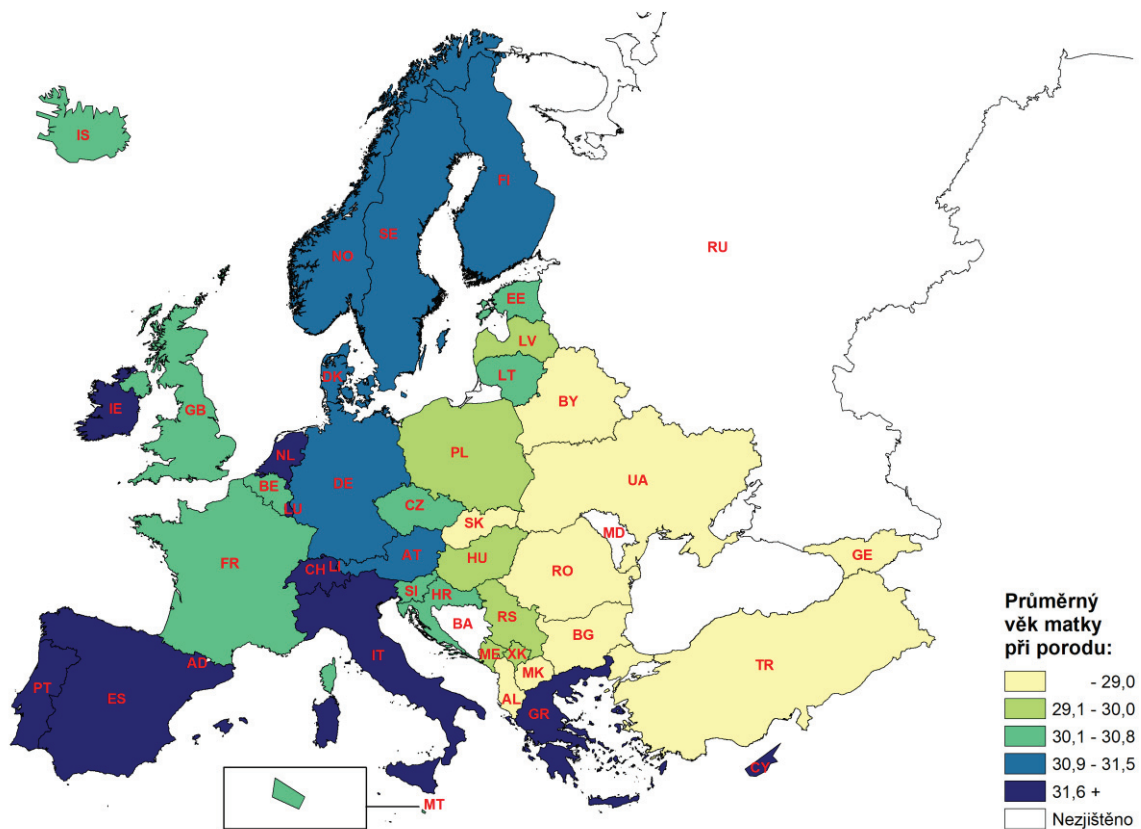 IS
FI
SE
NO
RU
EE
LV
DK
LT
IE
GB
BY
NL
PL
BE
DE
UA
LU
CZ
SK
MD
FR
AT
HU
GE
CH
LI
RO
SI
HR
RS
BA
BG
IT
ME
XK
AD
MK
TR
PT
ES
AL
GR
CY
MT
Průměrný
věk matky
při porodu:
- 29,0
29,1 - 30,0
30,1 - 30,8
30,9 - 31,5
31,6 +
Nezjištěno